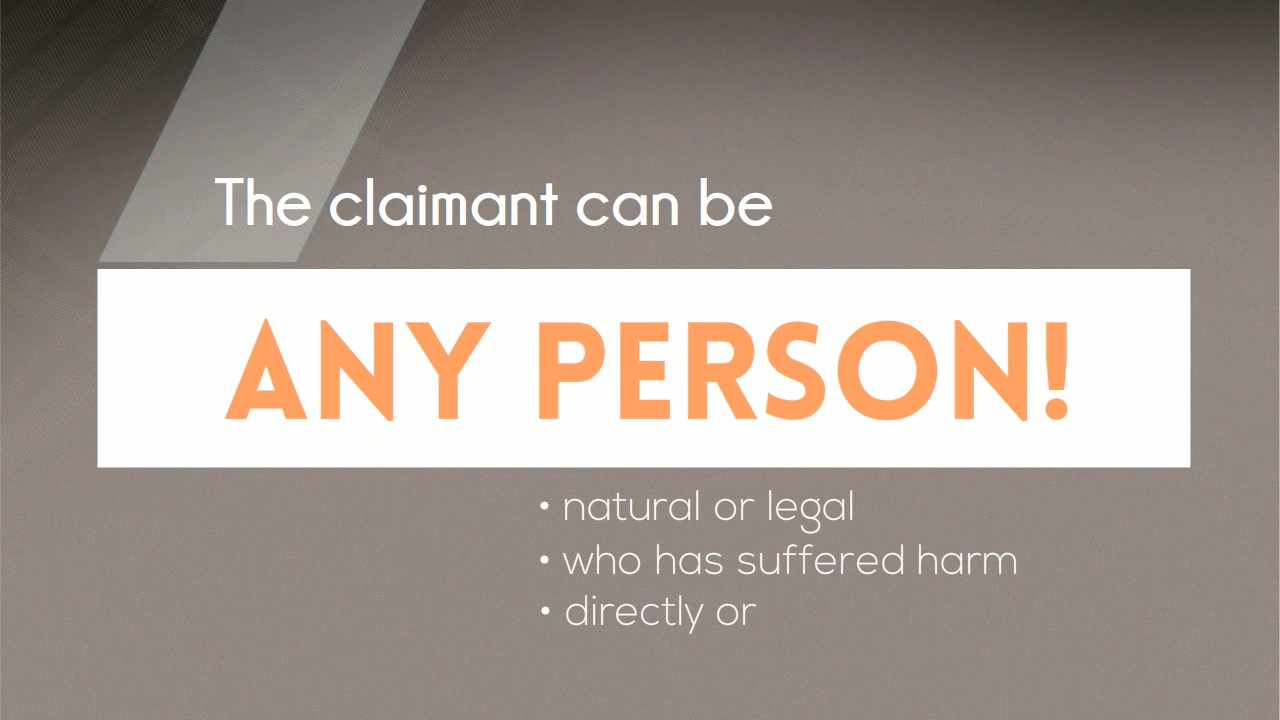 The claimant can be
ANY PERSON!
• natural or legal
• who has suffered harm
• directly or